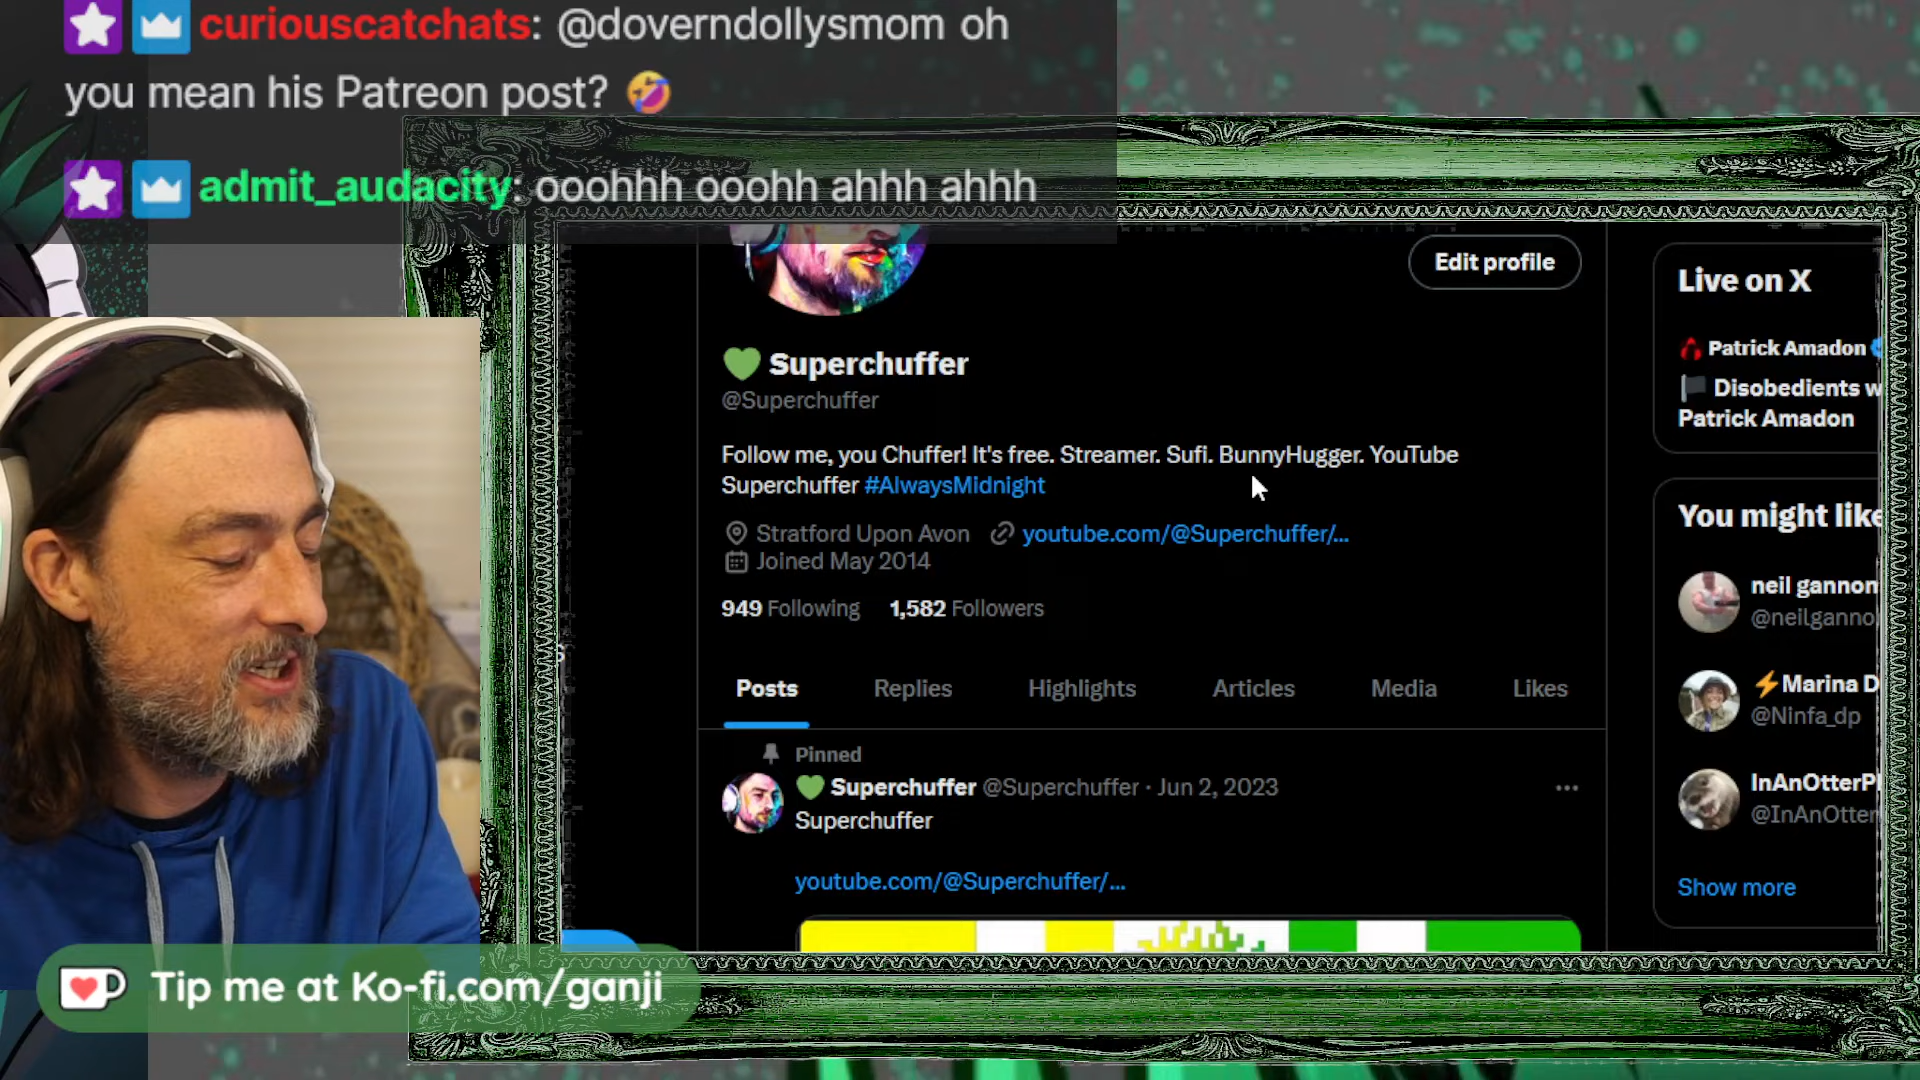 curiouscatchats: @doverndollysmom oh
you mean his Patreon post? 🤣
admit_audacity: ooohhh ooohh ahhh ahhh
Edit profile
💚 Superchuffer
@Superchuffer
Follow me, you Chuffer! It's free. Streamer. Sufi. BunnyHugger. YouTube
Superchuffer #AlwaysMidnight
Stratford Upon Avon youtube.com/@Superchuffer/...
Joined May 2014
949 Following 1,582 Followers
Posts Replies Highlights Articles Media Likes
Pinned
💚 Superchuffer @Superchuffer · Jun 2, 2023
Superchuffer
youtube.com/@Superchuffer/...
Live on X
Patrick Amadon
Disobedients w
Patrick Amadon
You might like
neil gannon
@neilganno
⚡Marina D
@Ninfa_dp
InAnOtterPl
@InAnOtter
Show more
Tip me at Ko-fi.com/ganji